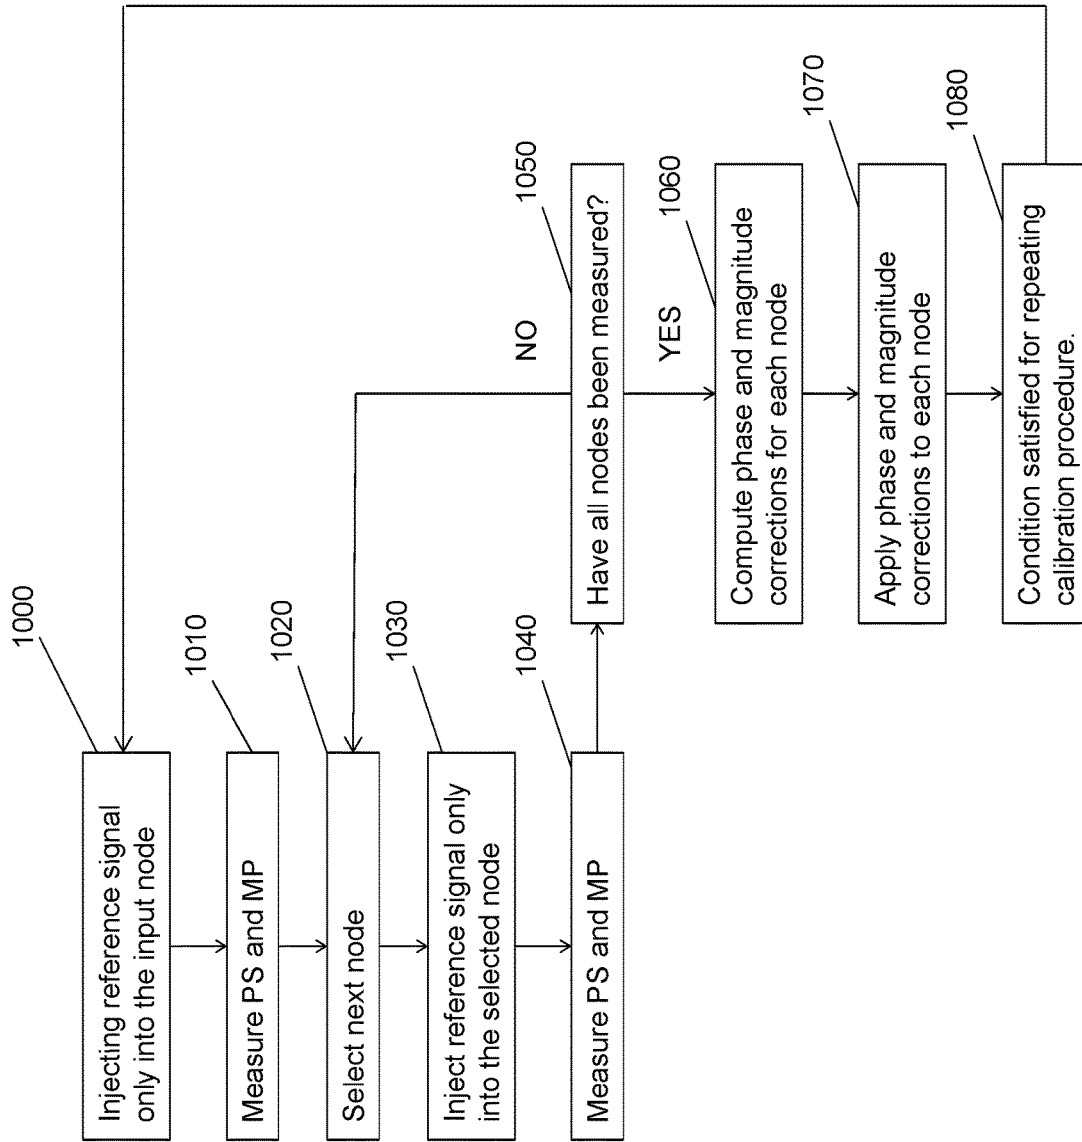 1000
Injecting reference signal
only into the input node
1010
Measure PS and MP
1020
Select next node
1030
Inject reference signal only
into the selected node
1040
Measure PS and MP
1050
Have all nodes been measured?
NO
YES
1060
Compute phase and magnitude
corrections for each node
1070
Apply phase and magnitude
corrections to each node
1080
Condition satisfied for repeating
calibration procedure.